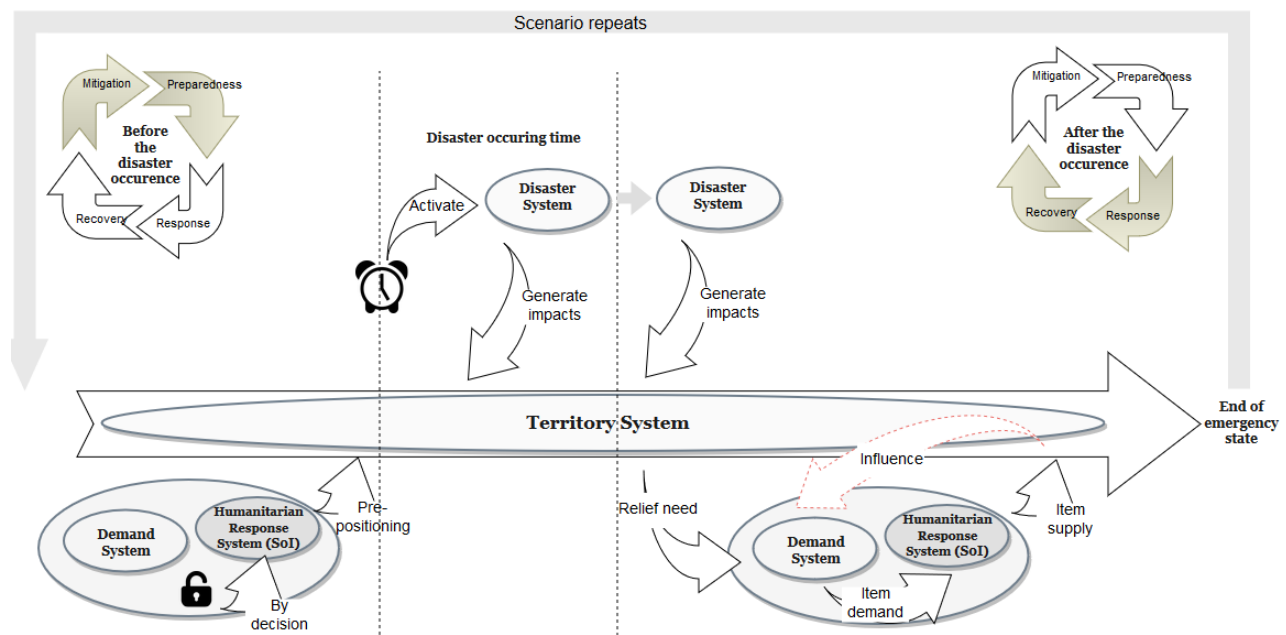 Scenario repeats
Mitigation
Preparedness
Before
the
disaster
occurence
Recovery
Response
Disaster occuring time
Activate
Disaster
System
Disaster
System
Generate
impacts
Generate
impacts
Mitigation
Preparedness
After the
disaster
occurence
Recovery
Response
Territory System
End of
emergency
state
Influence
Pre-
positioning
Demand
System
Humanitarian
Response
System (SoI)
By
decision
Relief need
Demand
System
Humanitarian
Response
System (SoI)
Item
demand
Item
supply